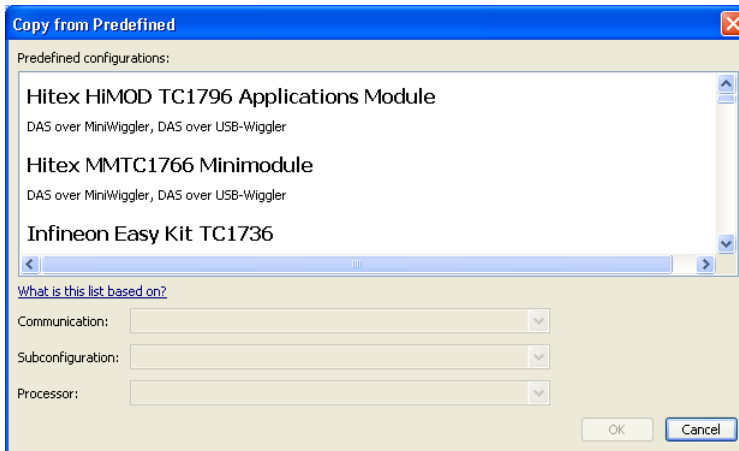 Copy from Predefined
Predefined configurations:
Hitex HiMOD TC1796 Applications Module
DAS over MiniWiggler, DAS over USB-Wiggler
Hitex MMTC1766 Minimodule
DAS over MiniWiggler, DAS over USB-Wiggler
Infineon Easy Kit TC1736
What is this list based on?
Communication:
Subconfiguration:
Processor:
OK Cancel